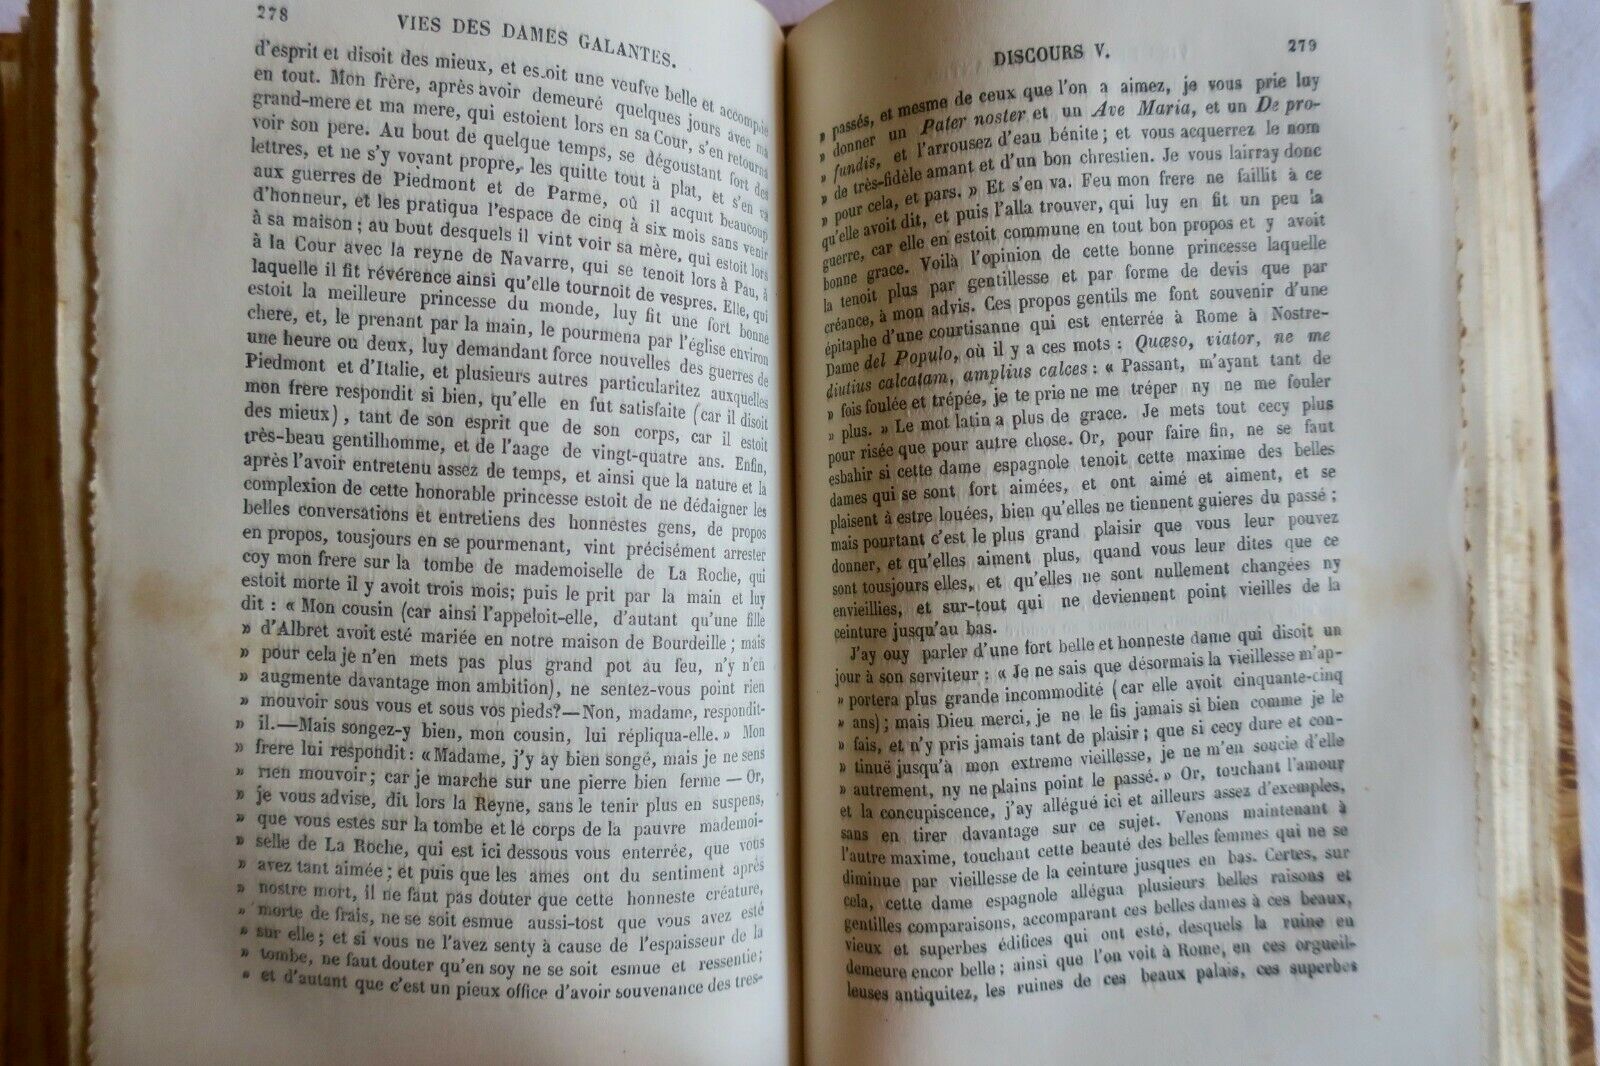 278
VIES DES DAMES GALANTES.
d'esprit et disoit des mieux, et es.oit une veufve belle et accomplie
en tout. Mon frère, après avoir demeuré quelques jours avec ma
grand-mere et ma mere, qui estoient lors en sa Cour, s'en retourna
voir son pere. Au bout de quelque temps, se dégoustant fort des
lettres, et ne s'y voyant propre, les quitte tout à plat, et s'en va
aux guerres de Piedmont et de Parme, où il acquit beaucoup
d'honneur, et les pratiqua l'espace de cinq à six mois sans venir
à sa maison; au bout desquels il vint voir sa mère, qui estoit lors
à la Cour avec la reyne de Navarre, qui se tenoit lors à Pau, à
laquelle il fit révérence ainsi qu'elle tournoit de vespres. Elle, qui
estoit la meilleure princesse du monde, luy fit une fort bonne
chere, et, le prenant par la main, le pourmena par l'église environ
une heure ou deux, luy demandant force nouvelles des guerres de
Piedmont et d'Italie, et plusieurs autres particularitez auxquelles
mon frere respondit si bien, qu'elle en fut satisfaite (car il disoit
des mieux), tant de son esprit que de son corps, car il estoit
très-beau gentilhomme, et de l'aage de vingt-quatre ans. Enfin,
après l'avoir entretenu assez de temps, et ainsi que la nature et la
complexion de cette honorable princesse estoit de ne dédaigner les
belles conversations et entretiens des honnestes gens, de propos
en propos, tousjours en se pourmenant, vint précisément arrester
coy mon frere sur la tombe de mademoiselle de La Roche, qui
estoit morte il y avoit trois mois; puis le prit par la main et luy
dit : « Mon cousin (car ainsi l'appeloit-elle, d'autant qu'une fille
» d'Albret avoit esté mariée en notre maison de Bourdeille; mais
» pour cela je n'en mets pas plus grand pot au feu, n'y n'en
» augmente davantage mon ambition), ne sentez-vous point rien
» mouvoir sous vous et sous vos pieds?—Non, madame, respondit-
» il.—Mais songez-y bien, mon cousin, lui répliqua-elle. » Mon
» frere lui respondit : «Madame, j'y ay bien songé, mais je ne sens
» rien mouvoir; car je marche sur une pierre bien ferme — Or,
» je vous advise, dit lors la Reyne, sans le tenir plus en suspens,
» que vous estes sur la tombe et le corps de la pauvre mademoi-
» selle de La Roche, qui est ici dessous vous enterrée, que vous
» avez tant aimée; et puis que les ames ont du sentiment après
» nostre mort, il ne faut pas douter que cette honneste créature,
» morte de frais, ne se soit esmue aussi-tost que vous avez esté
» sur elle; et si vous ne l'avez senty à cause de l'espaisseur de la
» tombe, ne faut douter qu'en soy ne se soit esmue et ressentie;
» et d'autant que c'est un pieux office d'avoir souvenance des tres-
DISCOURS V.
279
» passés, et mesme de ceux que l'on a aimez, je vous prie luy
» donner un Pater noster et un Ave Maria, et un De pro-
» fundis, et l'arrousez d'eau bénite; et vous acquerrez le nom
» de très-fidèle amant et d'un bon chrestien. Je vous lairray donc
» pour cela, et pars. » Et s'en va. Feu mon frere ne faillit à ce
qu'elle avoit dit, et puis l'alla trouver, qui luy en fit un peu la
guerre, car elle en estoit commune en tout bon propos et y avoit
bonne grace. Voilà l'opinion de cette bonne princesse laquelle
la tenoit plus par gentillesse et par forme de devis que par
créance, à mon advis. Ces propos gentils me font souvenir d'une
épitaphe d'une courtisanne qui est enterrée à Rome à Nostre-
Dame del Populo, où il y a ces mots : Quæso, viator, ne me
diutius calcatam, amplius calces : « Passant, m'ayant tant de
» fois foulée et trépée, je te prie ne me tréper ny ne me fouler
» plus. » Le mot latin a plus de grace. Je mets tout cecy plus
pour risée que pour autre chose. Or, pour faire fin, ne se faut
esbahir si cette dame espagnole tenoit cette maxime des belles
dames qui se sont fort aimées, et ont aimé et aiment, et se
plaisent à estre louées, bien qu'elles ne tiennent guieres du passé;
mais pourtant c'est le plus grand plaisir que vous leur pouvez
donner, et qu'elles aiment plus, quand vous leur dites que ce
sont tousjours elles, et qu'elles ne sont nullement changées ny
envieillies, et sur-tout qui ne deviennent point vieilles de la
ceinture jusqu'au bas.
J'ay ouy parler d'une fort belle et honneste dame qui disoit un
jour à son serviteur : « Je ne sais que désormais la vieillesse m'ap-
» portera plus grande incommodité (car elle avoit cinquante-cinq
» ans); mais Dieu merci, je ne le fis jamais si bien comme je le
» fais, et n'y pris jamais tant de plaisir; que si cecy dure et con-
» tinuë jusqu'à mon extreme vieillesse, je ne m'en soucie d'elle
» autrement, ny ne plains point le passé. » Or, touchant l'amour
et la concupiscence, j'ay allégué ici et ailleurs assez d'exemples,
sans en tirer davantage sur ce sujet. Venons maintenant à
l'autre maxime, touchant cette beauté des belles femmes qui ne se
diminue par vieillesse de la ceinture jusques en bas. Certes, sur
cela, cette dame espagnole allégua plusieurs belles raisons et
gentilles comparaisons, accomparant ces belles dames à ces beaux,
vieux et superbes édifices qui ont esté, desquels la ruine en
demeure encor belle; ainsi que l'on voit à Rome, en ces orgueil-
leuses antiquitez, les ruines de ces beaux palais, ces superbes